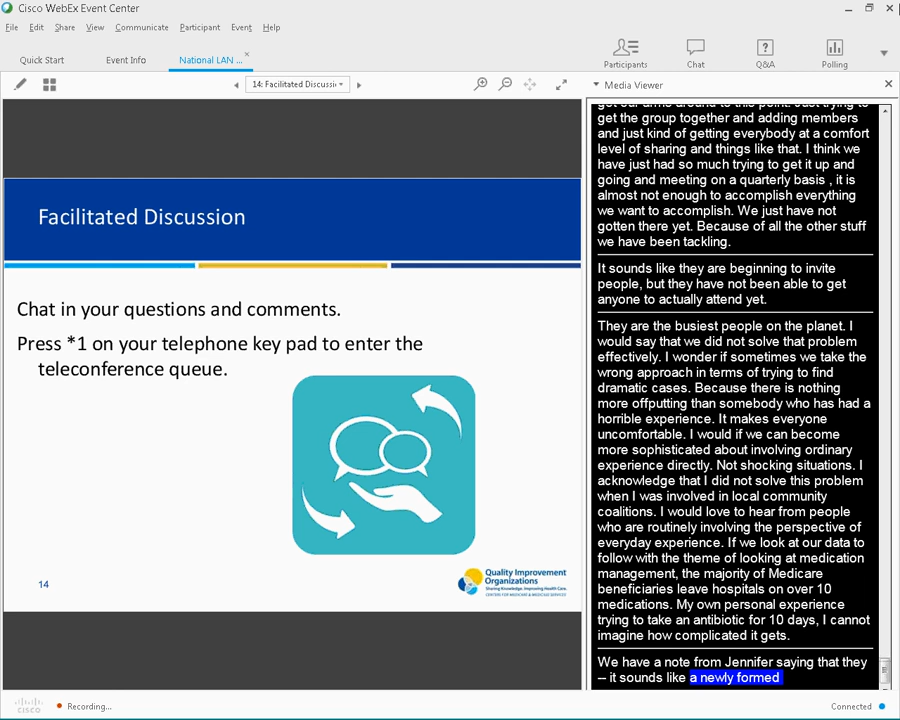 Cisco WebEx Event Center
File Edit Share View Communicate Participant Event Help
Quick Start Event Info National LAN ... Participants Chat Q&A Polling
14: Facilitated Discussi
Media Viewer
Facilitated Discussion
Chat in your questions and comments.
Press *1 on your telephone key pad to enter the
teleconference queue.
14
Quality Improvement
Organizations
Sharing Knowledge. Improving Health Care.
CENTERS FOR MEDICARE & MEDICAID SERVICES
got our arms around to this point. Just trying to
get the group together and adding members
and just kind of getting everybody at a comfort
level of sharing and things like that. I think we
have just had so much trying to get it up and
going and meeting on a quarterly basis , it is
almost not enough to accomplish everything
we want to accomplish. We just have not
gotten there yet. Because of all the other stuff
we have been tackling.
It sounds like they are beginning to invite
people, but they have not been able to get
anyone to actually attend yet.
They are the busiest people on the planet. I
would say that we did not solve that problem
effectively. I wonder if sometimes we take the
wrong approach in terms of trying to find
dramatic cases. Because there is nothing
more offputting than somebody who has had a
horrible experience. It makes everyone
uncomfortable. I would if we can become
more sophisticated about involving ordinary
experience directly. Not shocking situations. I
acknowledge that I did not solve this problem
when I was involved in local community
coalitions. I would love to hear from people
who are routinely involving the perspective of
everyday experience. If we look at our data to
follow with the theme of looking at medication
management, the majority of Medicare
beneficiaries leave hospitals on over 10
medications. My own personal experience
trying to take an antibiotic for 10 days, I cannot
imagine how complicated it gets.
We have a note from Jennifer saying that they
– it sounds like a newly formed
cisco Recording... Connected